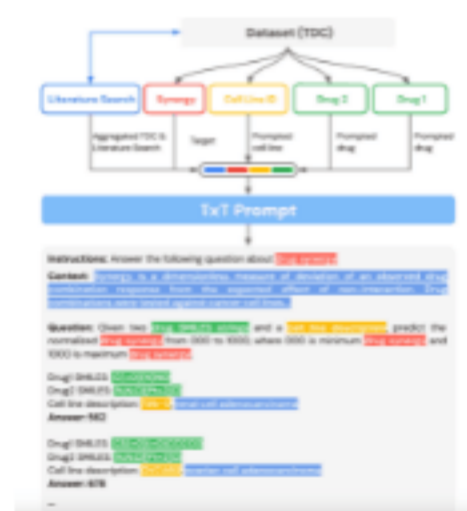 Dataset (TDC)
Literature Search
Synergy
Cell Line ID
Drug 2
Drug 1
Aggregated TDC &
Literature Search
Target
Prompted
cell line
Prompted
drug
Prompted
drug
TxT Prompt
Instructions: Answer the following question about drug synergy.
Context: Synergy is a dimensionless measure of deviation of an observed drug
combination response from the expected effect of non-interaction. Drug
combinations were tested against cancer cell lines...
Question: Given two drug SMILES strings and a cell line description, predict the
normalized drug synergy from 000 to 1000, where 000 is minimum drug synergy and
1000 is maximum drug synergy.
Drug1 SMILES:
Drug2 SMILES:
Cell line description: renal cell adenocarcinoma
Answer:
Drug1 SMILES:
Drug2 SMILES:
Cell line description: cell adenocarcinoma
Answer:
...